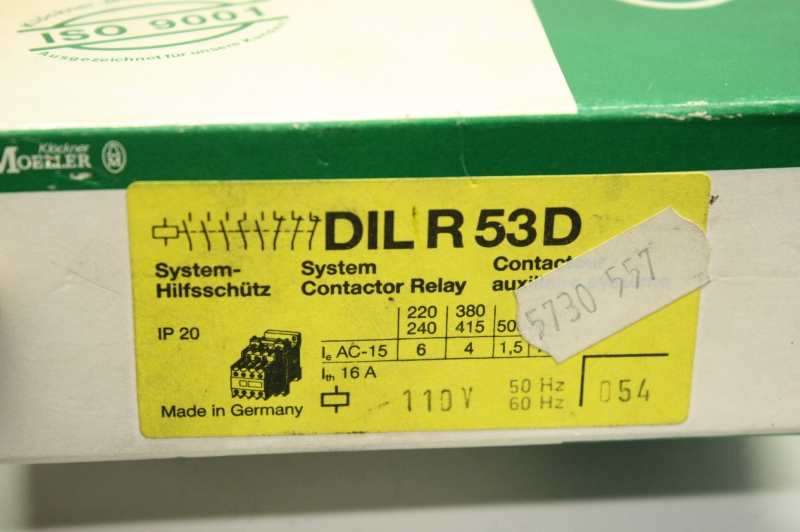 ISO 9001
Ausgezeichnet für unsere
Klöckner
MOELLER
DIL R 53D
System-
Hilfsschütz
System
Contactor Relay
IP 20
220
240
380
415
Ie AC-15 6 4 1,5
Ith 16 A
Made in Germany
110V
50 Hz
60 Hz
054
5730 557